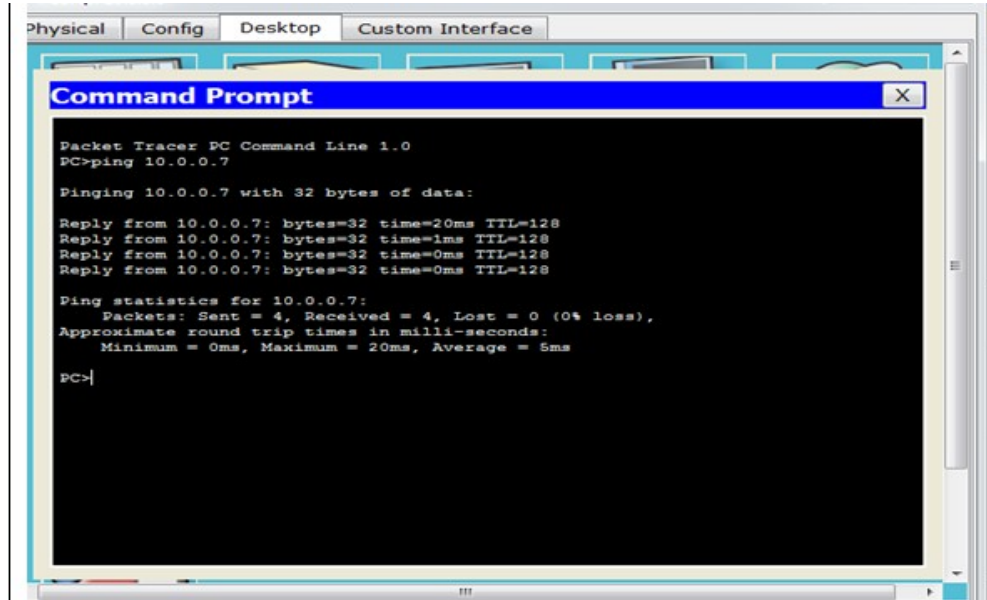 Physical Config Desktop Custom Interface
Command Prompt X
Packet Tracer PC Command Line 1.0
PC>ping 10.0.0.7
Pinging 10.0.0.7 with 32 bytes of data:
Reply from 10.0.0.7: bytes=32 time=20ms TTL=128
Reply from 10.0.0.7: bytes=32 time=1ms TTL=128
Reply from 10.0.0.7: bytes=32 time=0ms TTL=128
Reply from 10.0.0.7: bytes=32 time=0ms TTL=128
Ping statistics for 10.0.0.7:
Packets: Sent = 4, Received = 4, Lost = 0 (0% loss),
Approximate round trip times in milli-seconds:
Minimum = 0ms, Maximum = 20ms, Average = 5ms
PC>